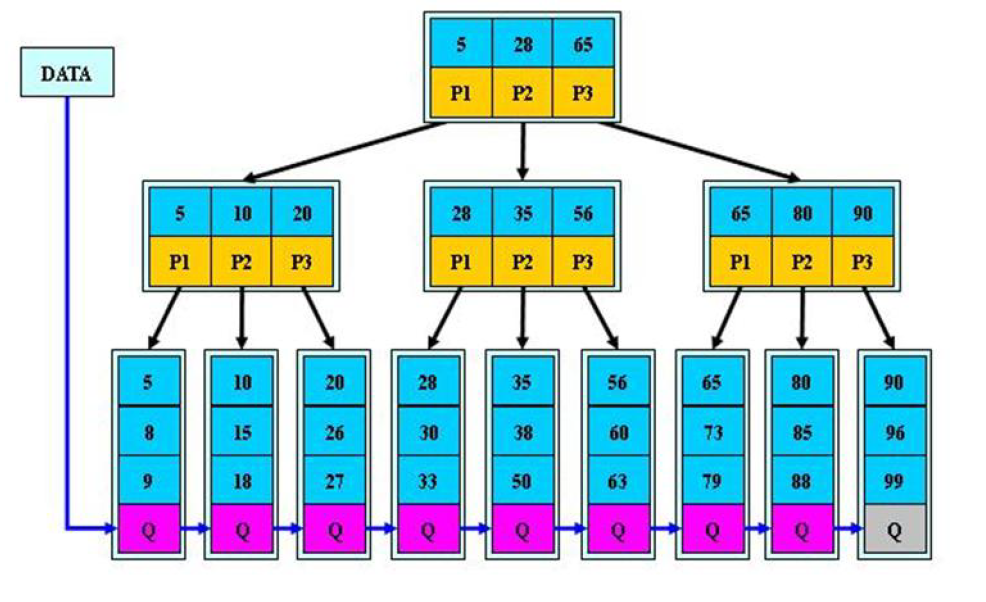 5 28 65
DATA
P1 P2 P3
5 10 20 28 35 56 65 80 90
P1 P2 P3 P1 P2 P3 P1 P2 P3
5 10 20 28 35 56 65 80 90
8 15 26 30 38 60 73 85 96
9 18 27 33 50 63 79 88 99
Q Q Q Q Q Q Q Q Q